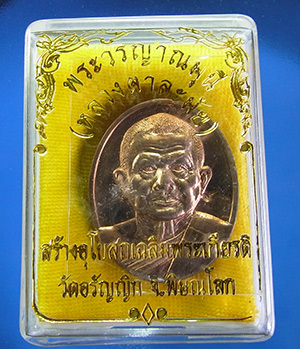 พระวรญาณมุนี
(หลวงตาละมัย)
สร้างอุโบสถเฉลิมพระเกียรติ
วัดอรัญญิก จ.พิษณุโลก